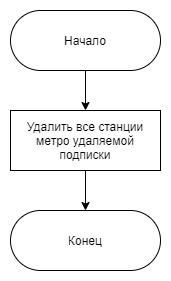 Начало
Удалить все станции
метро удаляемой
подписки
Конец